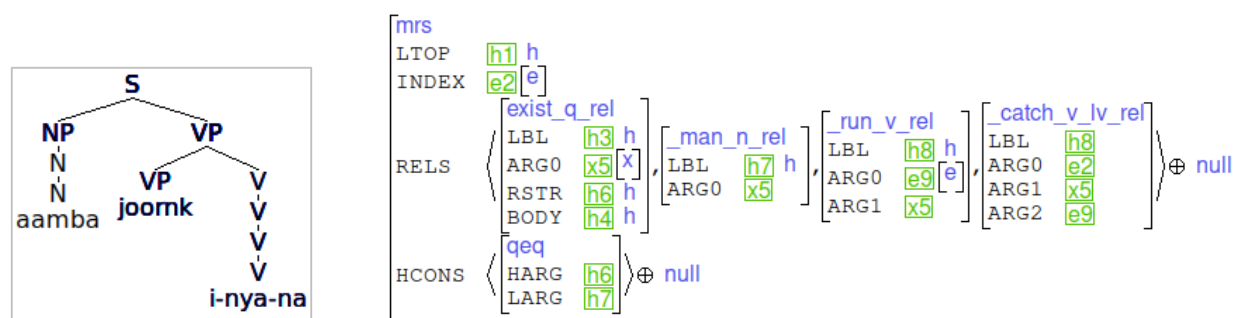 S
NP VP
N VP V
N joornk V
aamba V
V
i-nya-na
mrs
LTOP h1 h
INDEX e2 [e]
RELS ⟨ [exist_q_rel LBL h3 h ARG0 x5 [x] RSTR h6 h BODY h4 h], [_man_n_rel LBL h7 h ARG0 x5], [_run_v_rel LBL h8 h ARG0 e9 [e] ARG1 x5], [_catch_v_lv_rel LBL h8 ARG0 e2 ARG1 x5 ARG2 e9] ⟩ ⊕ null
HCONS ⟨ [qeq HARG h6 LARG h7] ⟩ ⊕ null